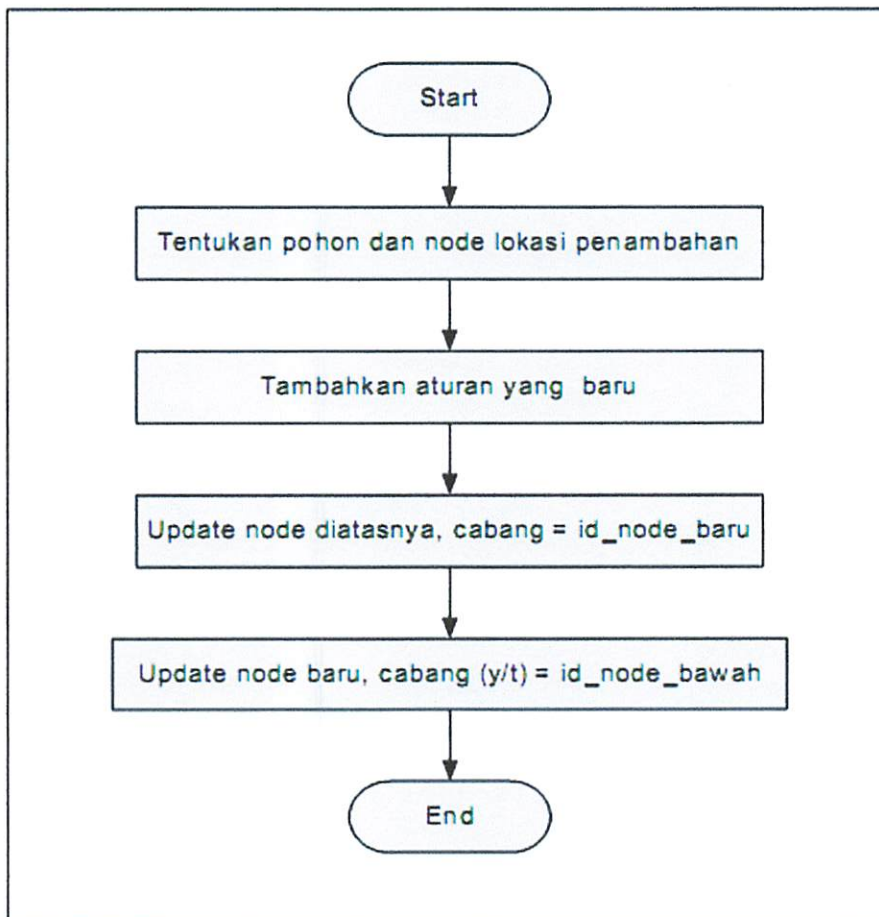 Start
Tentukan pohon dan node lokasi penambahan
Tambahkan aturan yang baru
Update node diatasnya, cabang = id_node_baru
Update node baru, cabang (y/t) = id_node_bawah
End